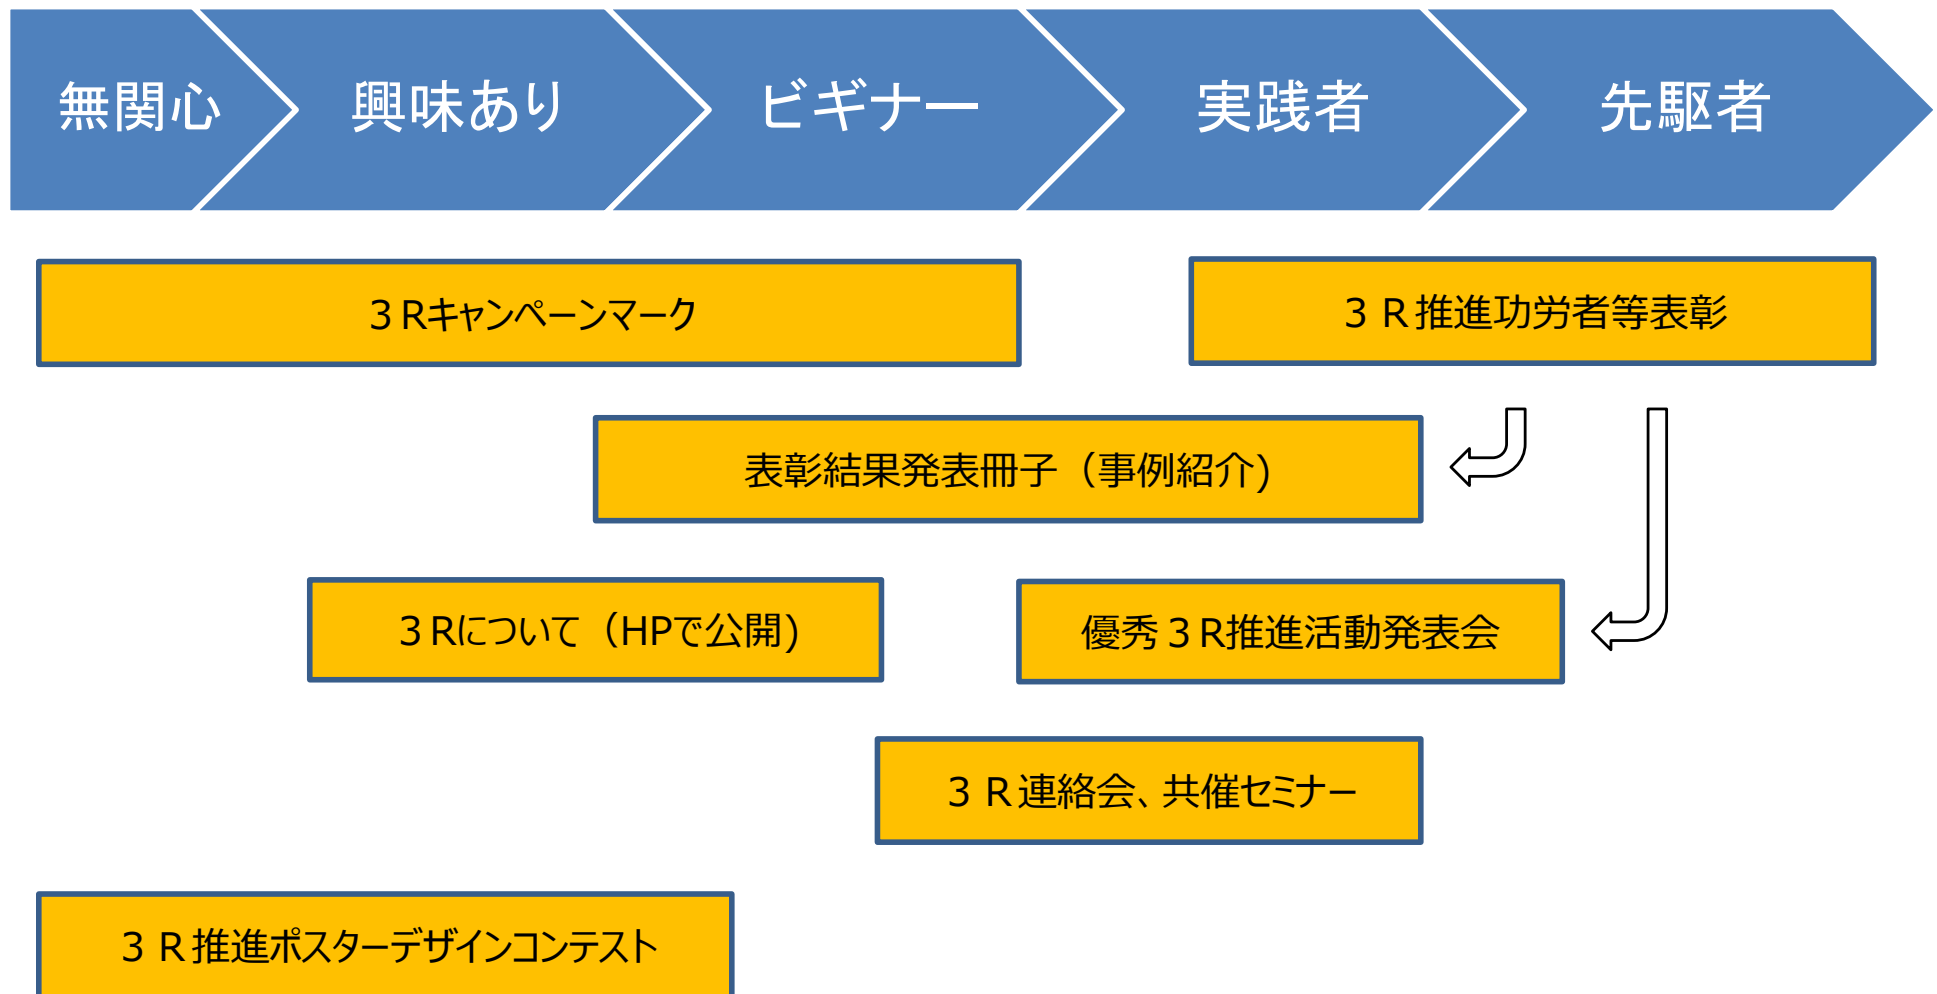 無関心
興味あり
ビギナー
実践者
先駆者
３Rキャンペーンマーク
３Ｒ推進功労者等表彰
表彰結果発表冊子（事例紹介)
３Rについて（HPで公開)
優秀３R推進活動発表会
３Ｒ連絡会、共催セミナー
３Ｒ推進ポスターデザインコンテスト